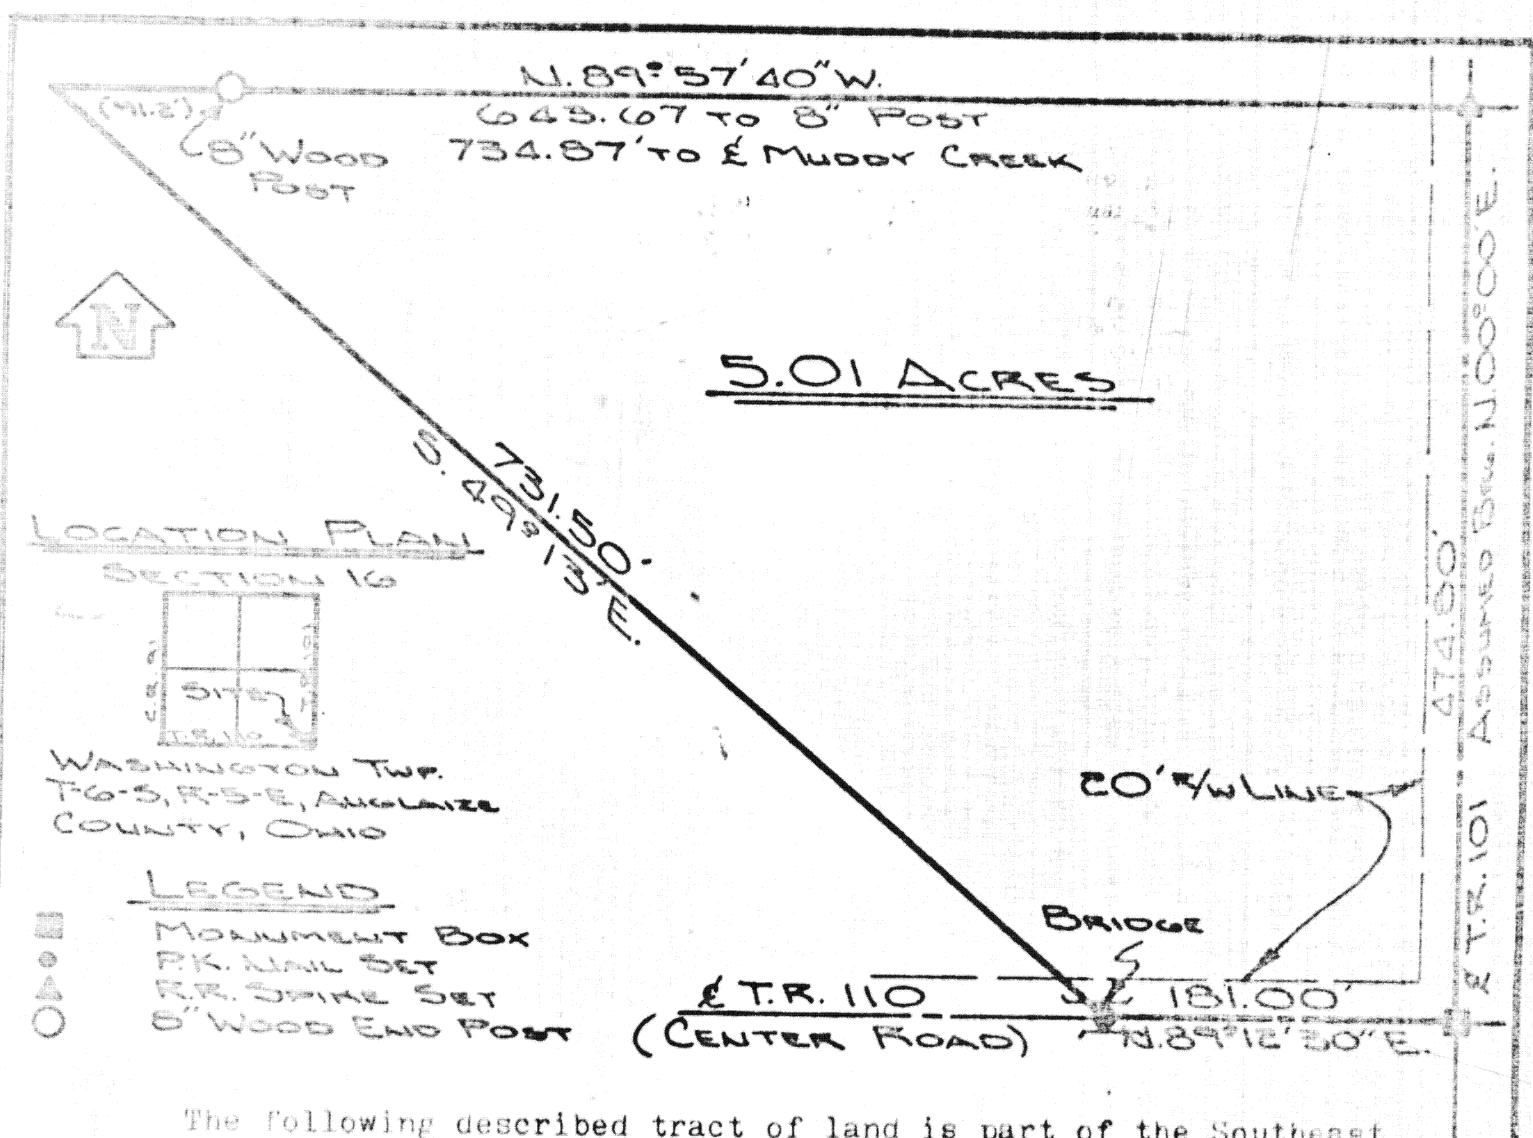 N. 89° 57' 40" W.
643.67 TO 8" POST
734.87' TO ℄ MUDDY CREEK
(91.2')
8" WOOD
POST
N
5.01 ACRES
731.50'
S. 49° 13' E.
474.80'
ASSUMED BRG. N00°00'E.
℄ T.R. 101
LOCATION PLAN
SECTION 16
C.R.
SITE
T.R. 101
T.R. 110
WASHINGTON TWP.
T-6-S, R-5-E, AUGLAIZE
COUNTY, OHIO
20' R/W LINE
LEGEND
MONUMENT BOX
P.K. NAIL SET
R.R. SPIKE SET
8" WOOD END POST
BRIDGE
℄ T.R. 110
(CENTER ROAD)
181.00'
N. 89° 12' 30" E.
The following described tract of land is part of the Southeast